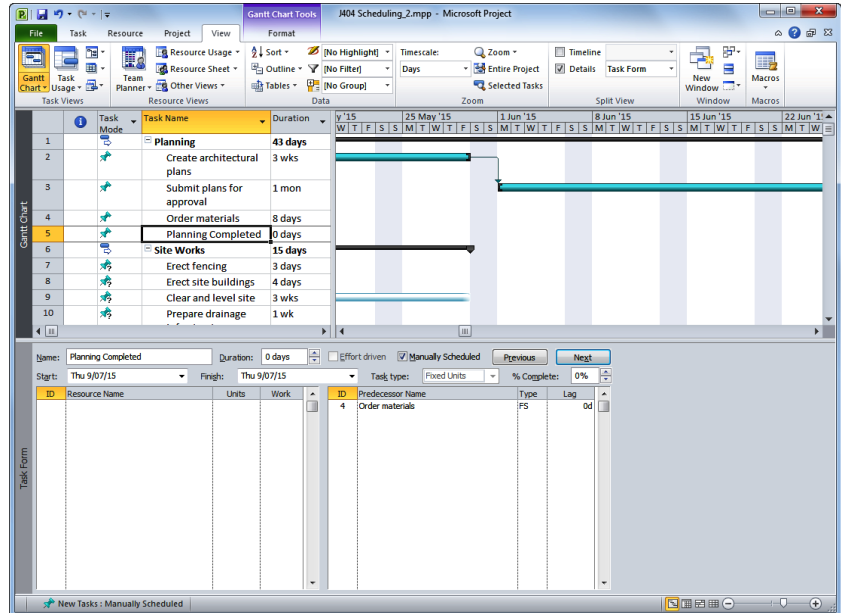 Gantt Chart Tools
J404 Scheduling_2.mpp - Microsoft Project
File Task Resource Project View Format
Gantt Chart
Task Usage
Team Planner
Resource Usage
Resource Sheet
Other Views
Sort
Outline
Tables
[No Highlight]
[No Filter]
[No Group]
Timescale:
Days
Zoom
Entire Project
Selected Tasks
Timeline
Details Task Form
New Window
Macros
Task Views Resource Views Data Zoom Split View Window Macros
Task Mode Task Name Duration
y '15 25 May '15 1 Jun '15 8 Jun '15 15 Jun '15 22 Jun '1
W T F S S M T W T F S S M T W T F S S M T W T F S S M T W T F S S M T W
1 Planning 43 days
2 Create architectural plans 3 wks
3 Submit plans for approval 1 mon
4 Order materials 8 days
5 Planning Completed 0 days
6 Site Works 15 days
7 Erect fencing 3 days
8 Erect site buildings 4 days
9 Clear and level site 3 wks
10 Prepare drainage 1 wk
Gantt Chart
Name: Planning Completed Duration: 0 days Effort driven Manually Scheduled Previous Next
Start: Thu 9/07/15 Finish: Thu 9/07/15 Task type: Fixed Units % Complete: 0%
ID Resource Name Units Work ID Predecessor Name Type Lag
4 Order materials FS 0d
Task Form
New Tasks : Manually Scheduled